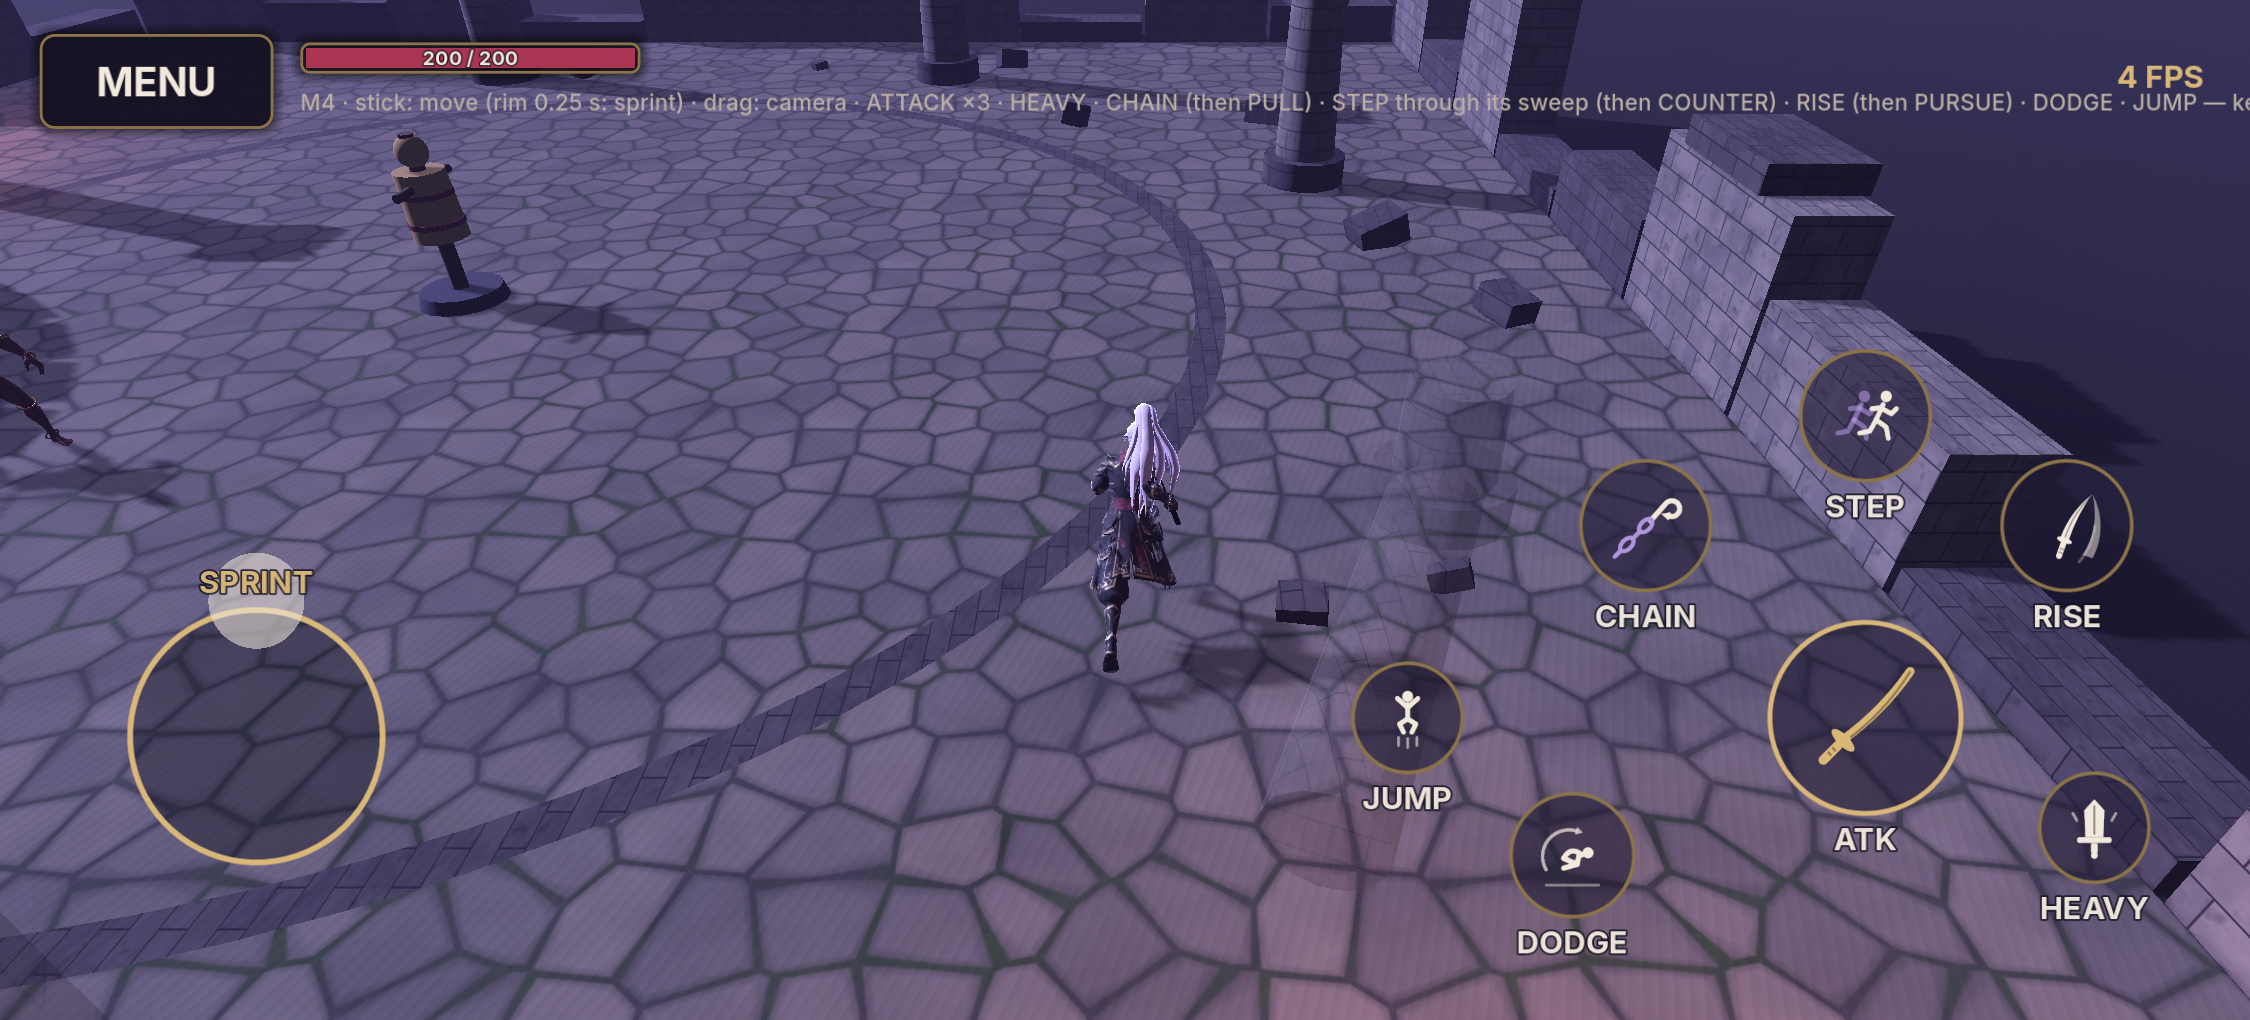 MENU
200 / 200
4 FPS
M4 · stick: move (rim 0.25 s: sprint) · drag: camera · ATTACK ×3 · HEAVY · CHAIN (then PULL) · STEP through its sweep (then COUNTER) · RISE (then PURSUE) · DODGE · JUMP —
STEP
SPRINT
CHAIN
RISE
JUMP
ATK
HEAVY
DODGE